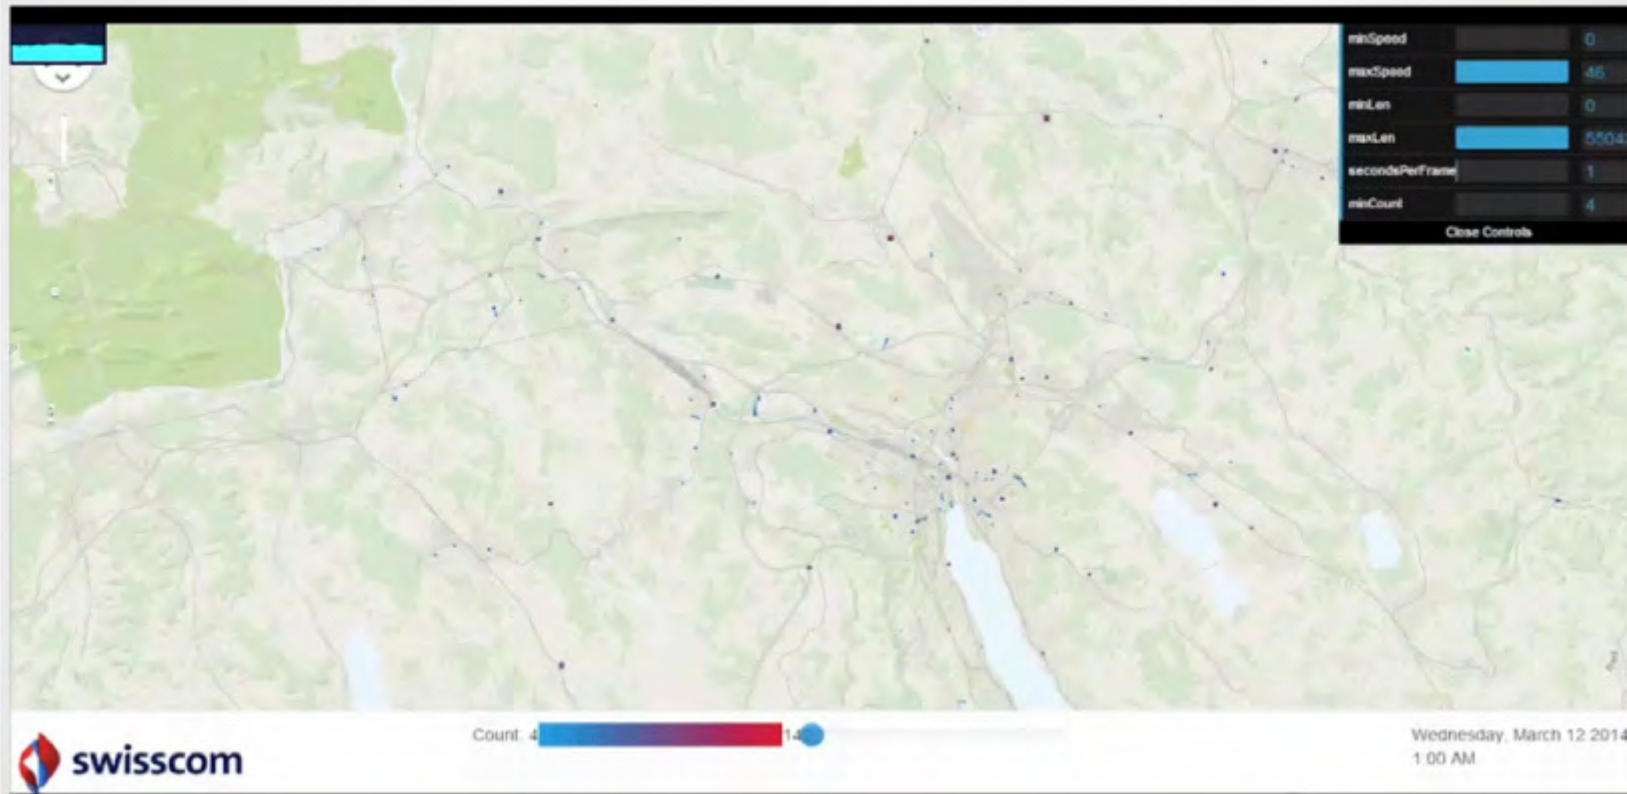 minSpeed 0
maxSpeed 46
minLen 0
maxLen
secondsPerFrame 1
minCount 4
Close Controls
Count: 4
swisscom
Wednesday, March 12 2014
1:00 AM